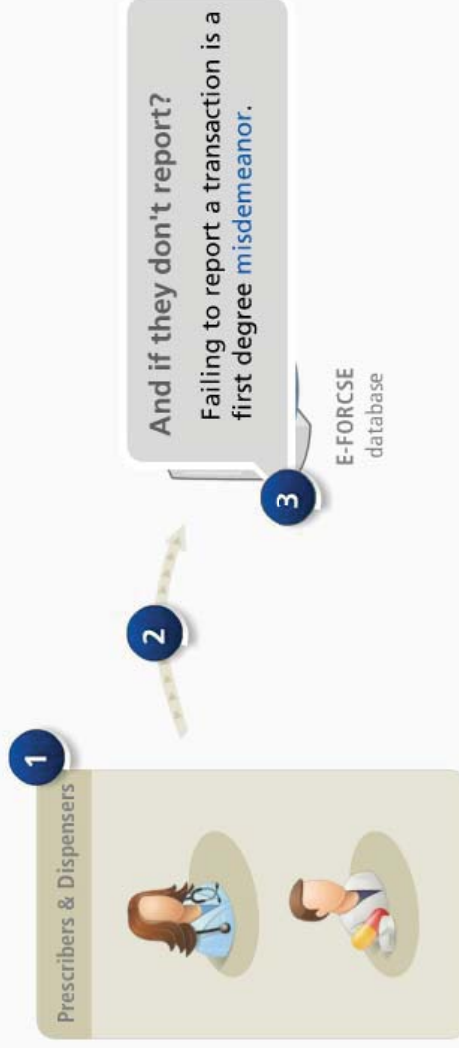 Prescribers & Dispensers
1
2
3
And if they don't report?
Failing to report a transaction is a
first degree misdemeanor.
E-FORCSE
database